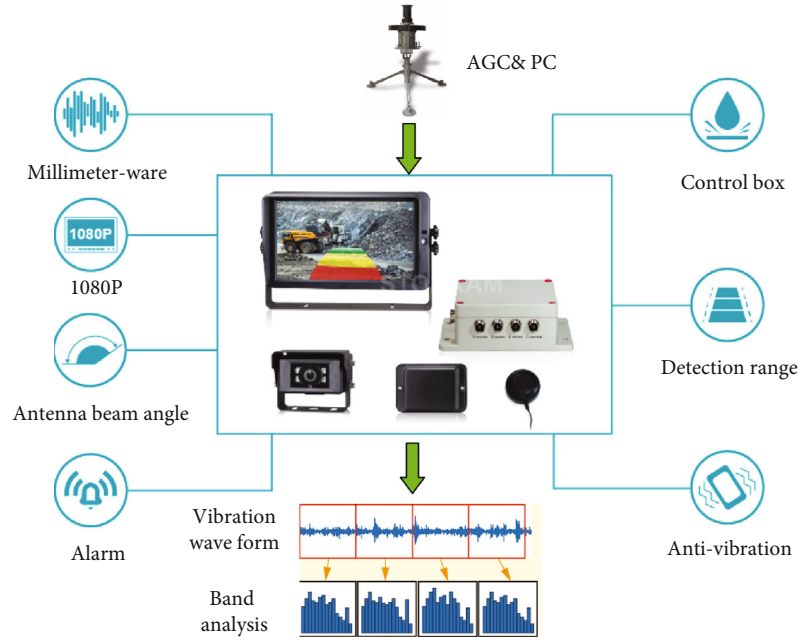 AGC& PC
Millimeter-ware
1080P
1080P
Antenna beam angle
Alarm
Control box
Detection range
Anti-vibration
Vibration
wave form
Band
analysis